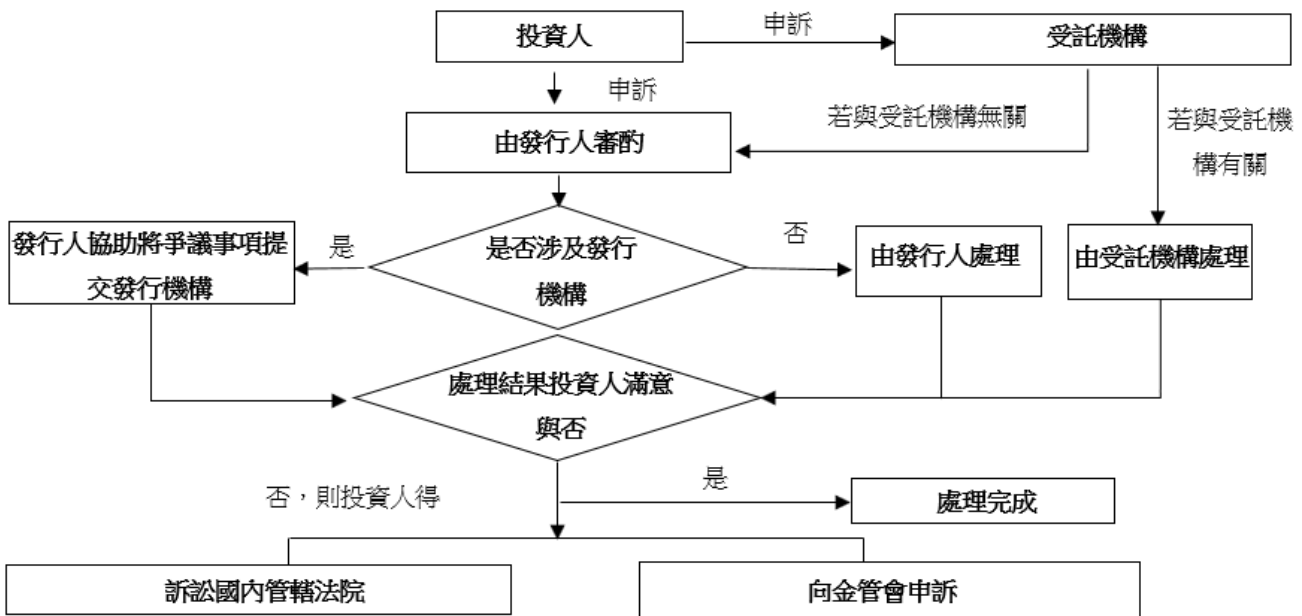 投資人
申訴
受託機構
申訴
若與受託機構無關
若與受託機
構有關
由發行人審酌
發行人協助將爭議事項提
交發行機構
是
是否涉及發行
機構
否
由發行人處理
由受託機構處理
處理結果投資人滿意
與否
否，則投資人得
是
處理完成
訴訟國內管轄法院
向金管會申訴